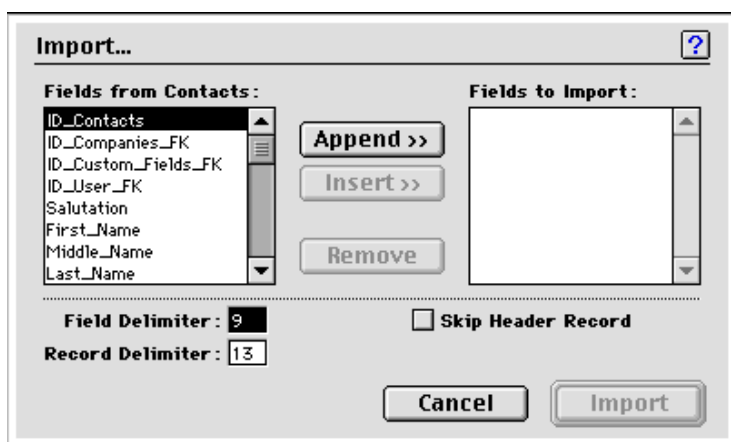 Import...
?
Fields from Contacts:
Fields to Import:
ID_Contacts
ID_Companies_FK
ID_Custom_Fields_FK
ID_User_FK
Salutation
First_Name
Middle_Name
Last_Name
Append >>
Insert >>
Remove
Field Delimiter: 9
Skip Header Record
Record Delimiter: 13
Cancel
Import